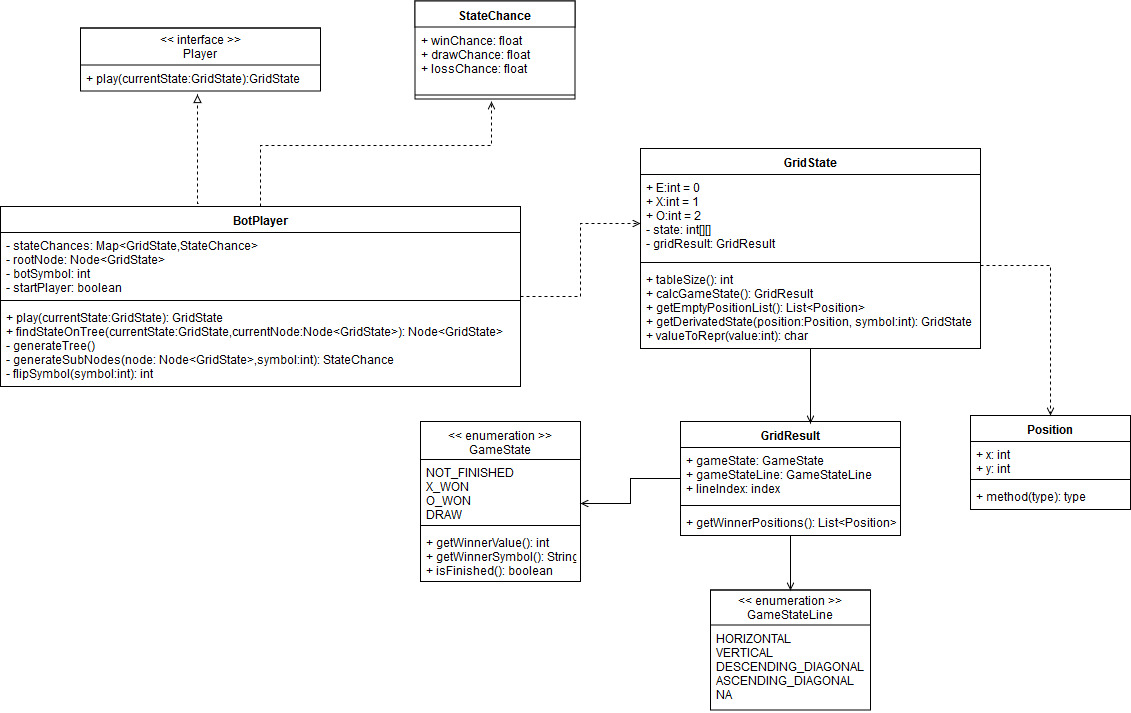 StateChance
+ winChance: float
+ drawChance: float
+ lossChance: float
<< interface >>
Player
+ play(currentState:GridState):GridState
GridState
+ E:int = 0
+ X:int = 1
+ O:int = 2
- state: int[][]
- gridResult: GridResult
+ tableSize(): int
+ calcGameState(): GridResult
+ getEmptyPositionList(): List<Position>
+ getDerivatedState(position:Position, symbol:int): GridState
+ valueToRepr(value:int): char
BotPlayer
- stateChances: Map<GridState,StateChance>
- rootNode: Node<GridState>
- botSymbol: int
- startPlayer: boolean
+ play(currentState:GridState): GridState
+ findStateOnTree(currentState:GridState,currentNode:Node<GridState>): Node<GridState>
- generateTree()
- generateSubNodes(node: Node<GridState>,symbol:int): StateChance
- flipSymbol(symbol:int): int
<< enumeration >>
GameState
NOT_FINISHED
X_WON
O_WON
DRAW
+ getWinnerValue(): int
+ getWinnerSymbol(): String
+ isFinished(): boolean
GridResult
+ gameState: GameState
+ gameStateLine: GameStateLine
+ lineIndex: index
+ getWinnerPositions(): List<Position>
Position
+ x: int
+ y: int
+ method(type): type
<< enumeration >>
GameStateLine
HORIZONTAL
VERTICAL
DESCENDING_DIAGONAL
ASCENDING_DIAGONAL
NA